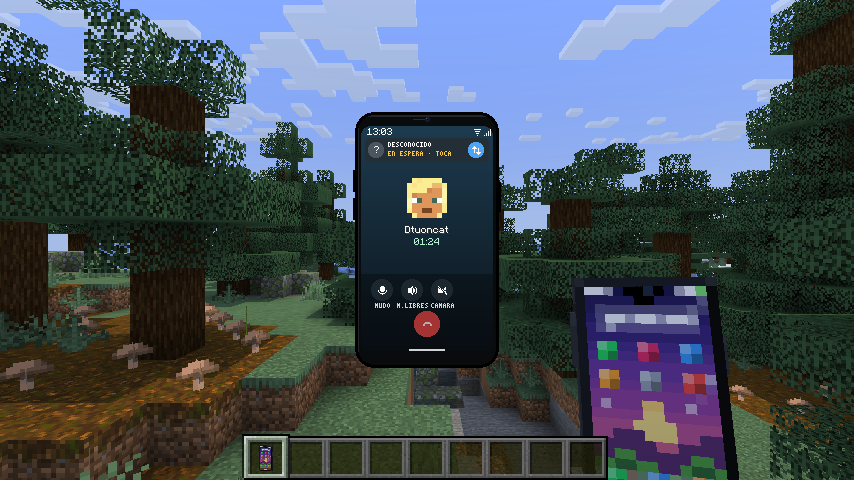 13:03
?
DESCONOCIDO
EN ESPERA · TOCA
Dtuoncat
01:24
MUDO M.LIBRES CAMARA